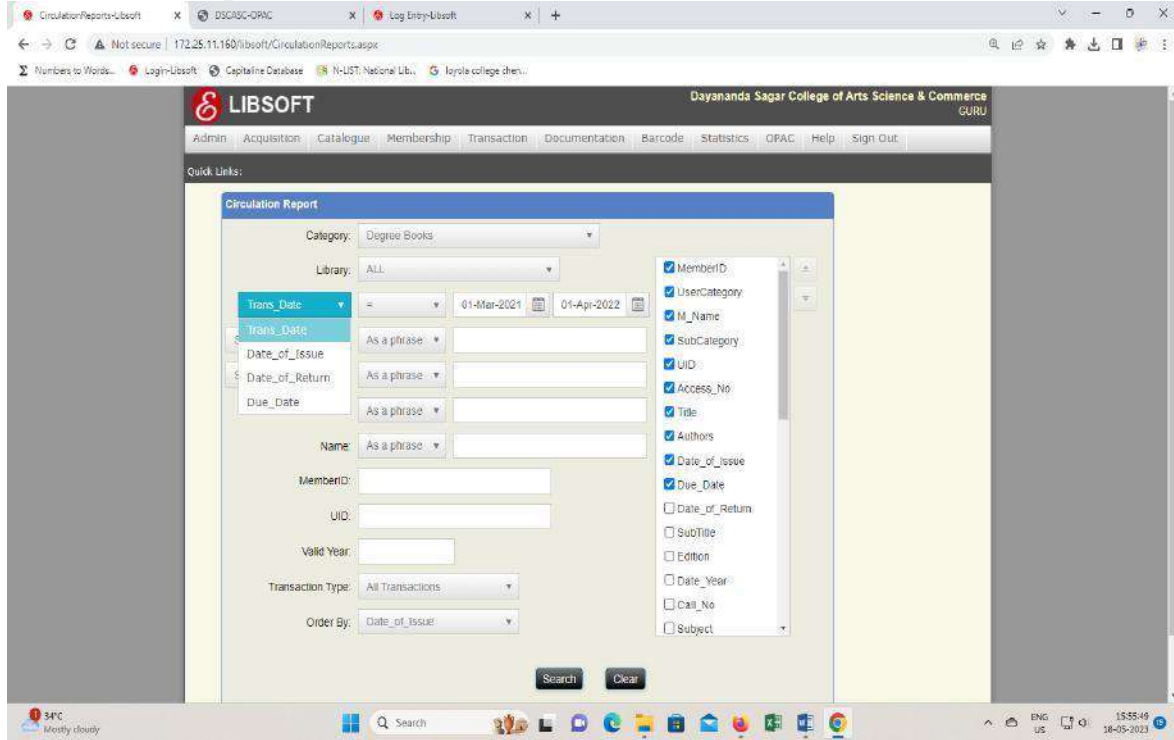 CirculationReports-Libsoft
DSCASC-OPAC
Log Entry-Libsoft
Not secure 172.25.11.160/libsoft/CirculationReports.aspx
Numbers to Words... Login-Libsoft Capitaline Database N-LIST: National Lib... loyola college chen...
LIBSOFT
Dayananda Sagar College of Arts Science & Commerce
GURU
Admin Acquisition Catalogue Membership Transaction Documentation Barcode Statistics OPAC Help Sign Out
Quick Links:
Circulation Report
Category: Degree Books
Library: ALL
Trans_Date = 01-Mar-2021 01-Apr-2022
Trans_Date
Date_of_Issue
Date_of_Return
Due_Date
As a phrase
As a phrase
As a phrase
Name: As a phrase
MemberID:
UID:
Valid Year:
Transaction Type: All Transactions
Order By: Date_of_Issue
MemberID
UserCategory
M_Name
SubCategory
UID
Access_No
Title
Authors
Date_of_Issue
Due_Date
Date_of_Return
SubTitle
Edition
Date_Year
Call_No
Subject
Search Clear
34°C
Mostly cloudy
Search
ENG
US
15:55:49
18-05-2023